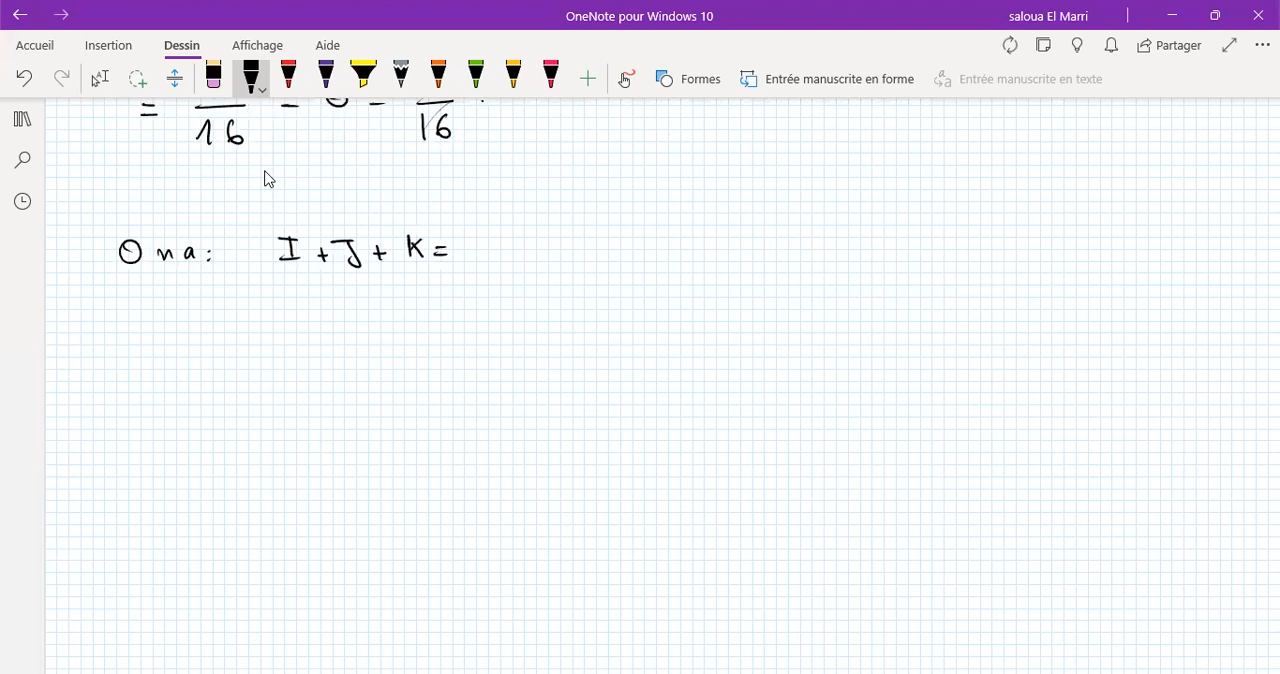 OneNote pour Windows 10
saloua El Marri
Accueil Insertion Dessin Affichage Aide
Partager
Formes Entrée manuscrite en forme Entrée manuscrite en texte
= 16 = 0 = 16
On a : I + J + K =